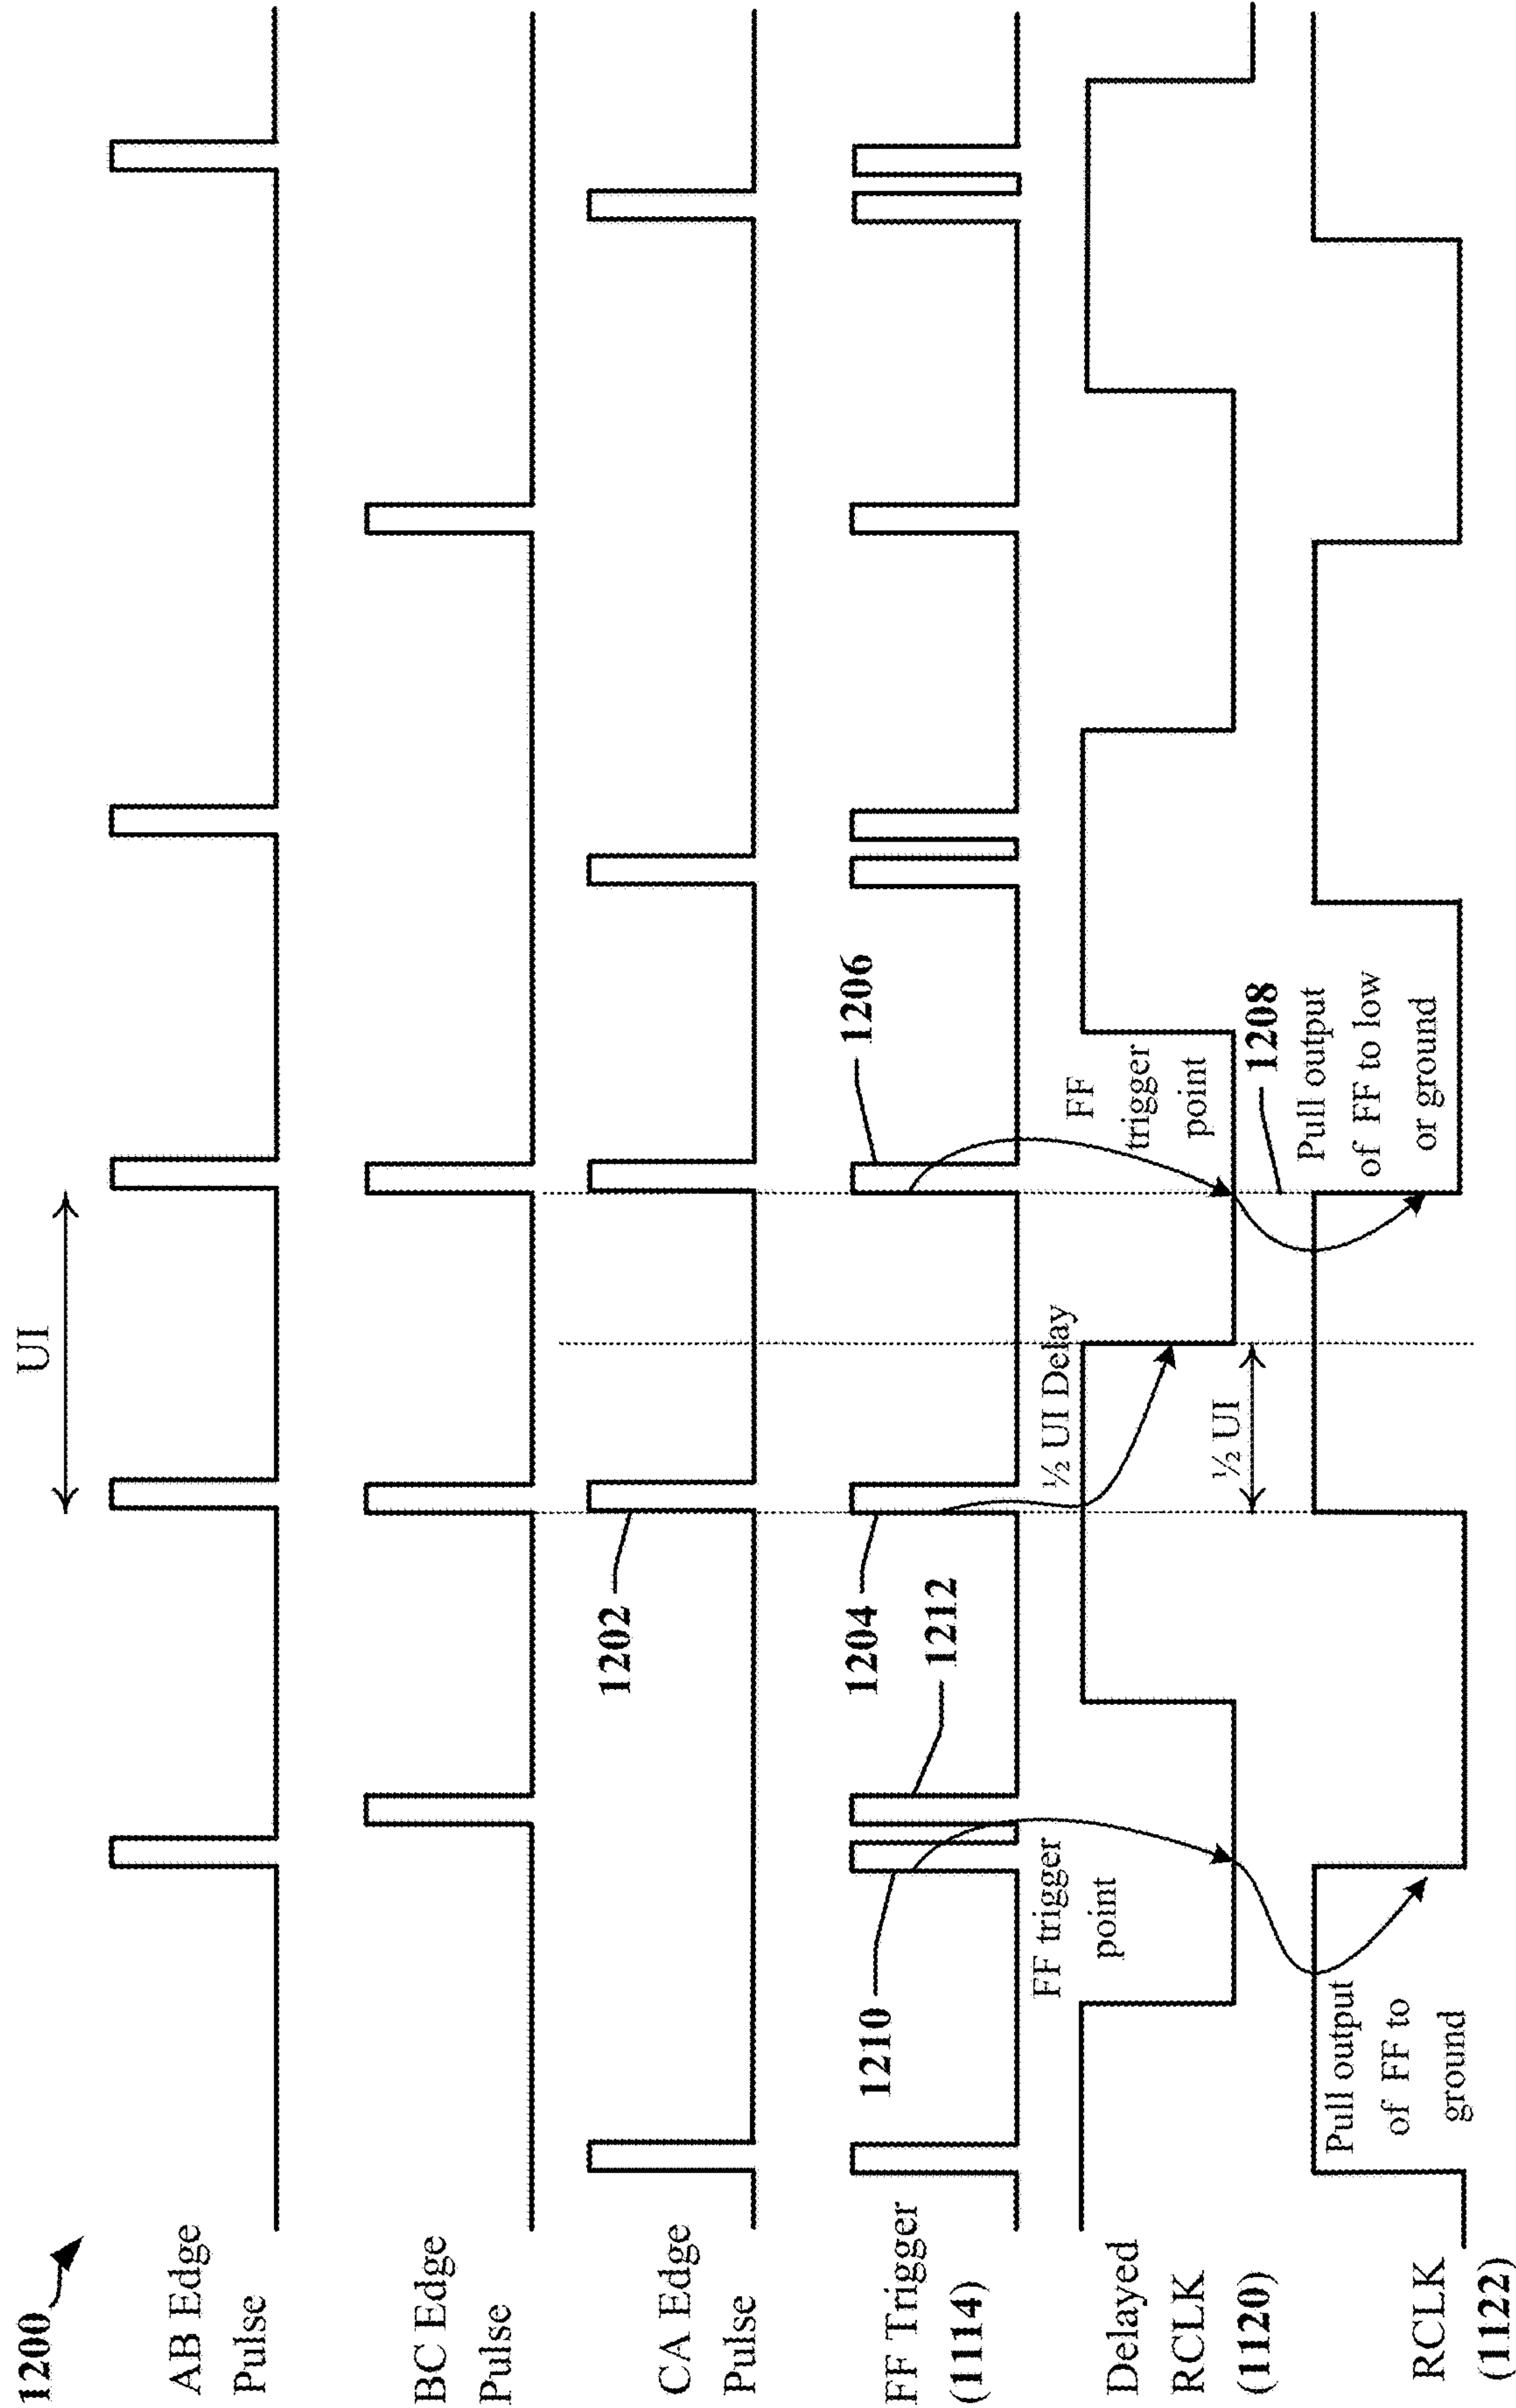 1200
UI
AB Edge
Pulse
BC Edge
Pulse
CA Edge
Pulse
1202
FF Trigger
(1114)
1210
1204
1212
1206
Delayed
RCLK
(1120)
FF trigger
point
½ UI Delay
½ UI
FF
trigger
point
1208
RCLK
(1122)
Pull output
of FF to
ground
Pull output
of FF to low
or ground